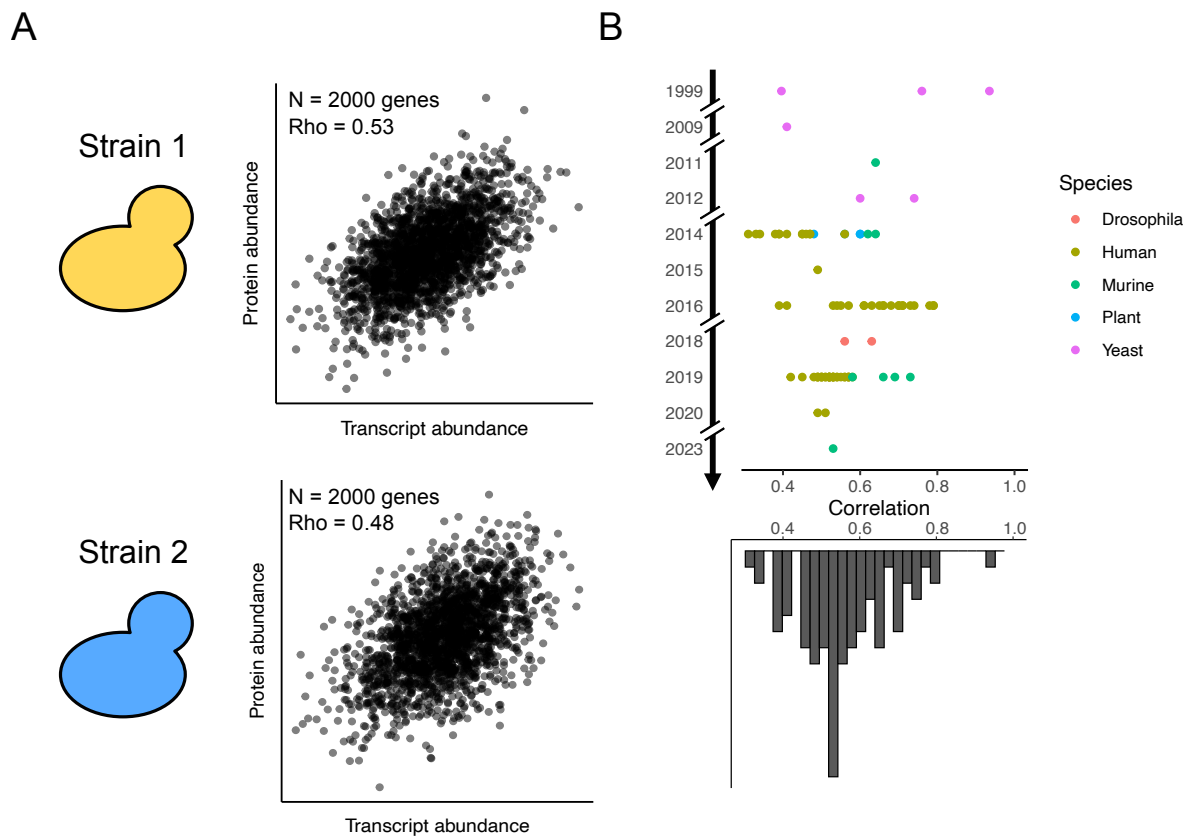 A
Strain 1
N = 2000 genes
Rho = 0.53
Protein abundance
Transcript abundance
Strain 2
N = 2000 genes
Rho = 0.48
Protein abundance
Transcript abundance
B
1999
2009
2011
2012
2014
2015
2016
2018
2019
2020
2023
0.4 0.6 0.8 1.0
Correlation
0.4 0.6 0.8 1.0
Species
Drosophila
Human
Murine
Plant
Yeast